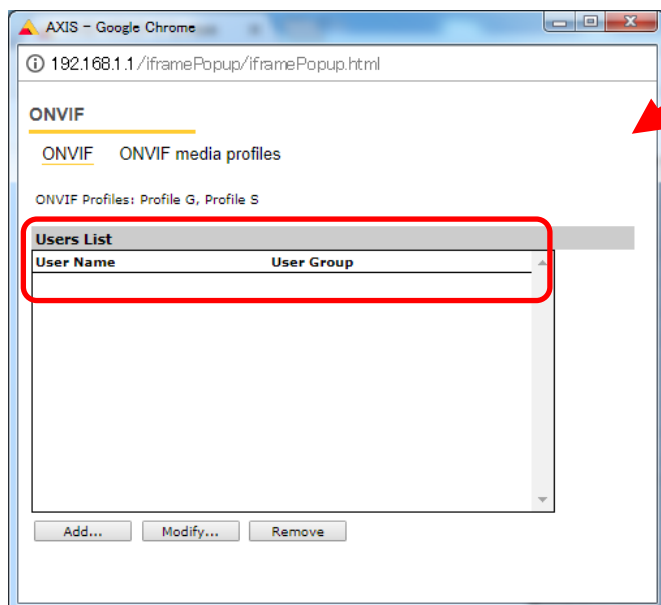 AXIS - Google Chrome
192.168.1.1/iframePopup/iframePopup.html
ONVIF
ONVIF ONVIF media profiles
ONVIF Profiles: Profile G, Profile S
Users List
User Name User Group
Add... Modify... Remove